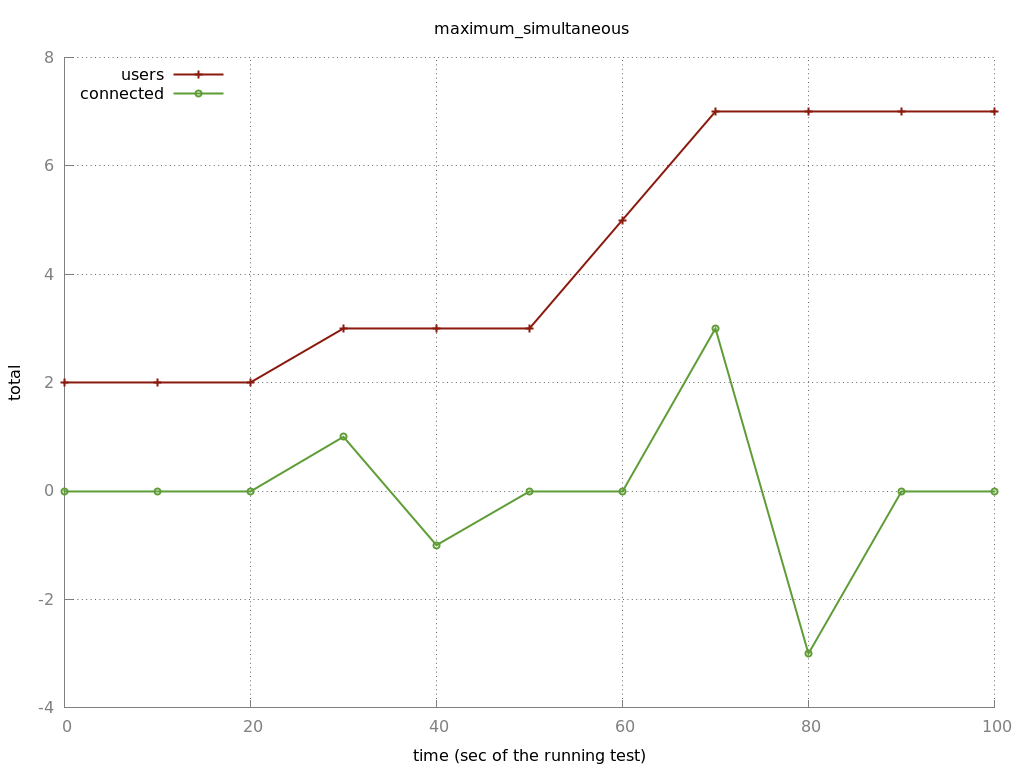 maximum_simultaneous
8
users
connected
6
4
2
0
-2
-4
total
0 20 40 60 80 100
time (sec of the running test)